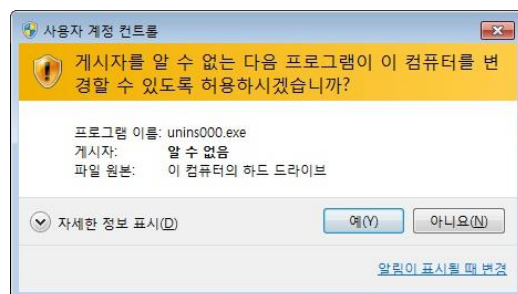 사용자 계정 컨트롤
게시자를 알 수 없는 다음 프로그램이 이 컴퓨터를 변
경할 수 있도록 허용하시겠습니까?
프로그램 이름: unins000.exe
게시자: 알 수 없음
파일 원본: 이 컴퓨터의 하드 드라이브
자세한 정보 표시(D)
예(Y)
아니요(N)
알림이 표시될 때 변경